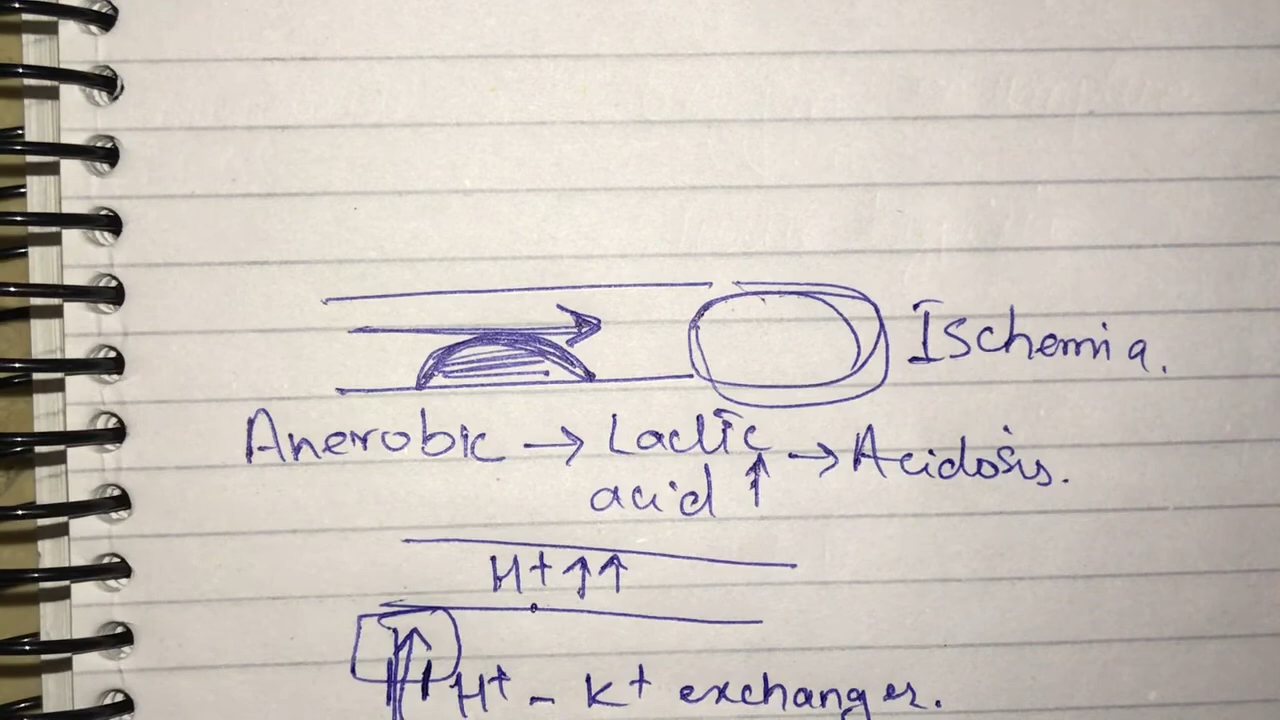 Ischemia.
Anerobic → Lactic → Acidosis.
acid ↑
H+ ↑↑
H+ - K+ exchanger.